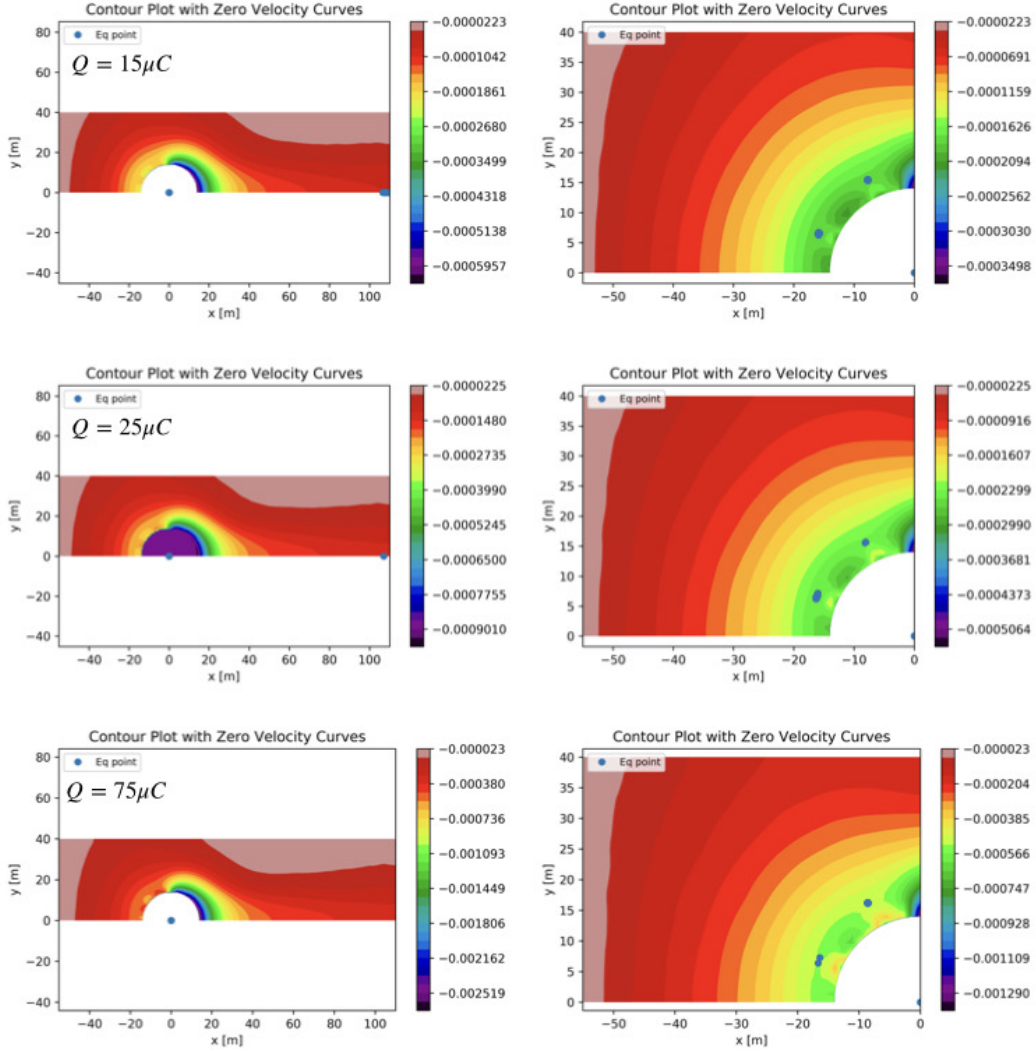 Contour Plot with Zero Velocity Curves
Eq point
Q = 15μC
y [m]
80
60
40
20
0
−20
−40
−40 −20 0 20 40 60 80 100
x [m]
−0.0000223
−0.0001042
−0.0001861
−0.0002680
−0.0003499
−0.0004318
−0.0005138
−0.0005957
Contour Plot with Zero Velocity Curves
Eq point
y [m]
40
35
30
25
20
15
10
5
0
−50 −40 −30 −20 −10 0
x [m]
−0.0000223
−0.0000691
−0.0001159
−0.0001626
−0.0002094
−0.0002562
−0.0003030
−0.0003498
Contour Plot with Zero Velocity Curves
Eq point
Q = 25μC
y [m]
80
60
40
20
0
−20
−40
−40 −20 0 20 40 60 80 100
x [m]
−0.0000225
−0.0001480
−0.0002735
−0.0003990
−0.0005245
−0.0006500
−0.0007755
−0.0009010
Contour Plot with Zero Velocity Curves
Eq point
y [m]
40
35
30
25
20
15
10
5
0
−50 −40 −30 −20 −10 0
x [m]
−0.0000225
−0.0000916
−0.0001607
−0.0002299
−0.0002990
−0.0003681
−0.0004373
−0.0005064
Contour Plot with Zero Velocity Curves
Eq point
Q = 75μC
y [m]
80
60
40
20
0
−20
−40
−40 −20 0 20 40 60 80 100
x [m]
−0.000023
−0.000380
−0.000736
−0.001093
−0.001449
−0.001806
−0.002162
−0.002519
Contour Plot with Zero Velocity Curves
Eq point
y [m]
40
35
30
25
20
15
10
5
0
−50 −40 −30 −20 −10 0
x [m]
−0.000023
−0.000204
−0.000385
−0.000566
−0.000747
−0.000928
−0.001109
−0.001290